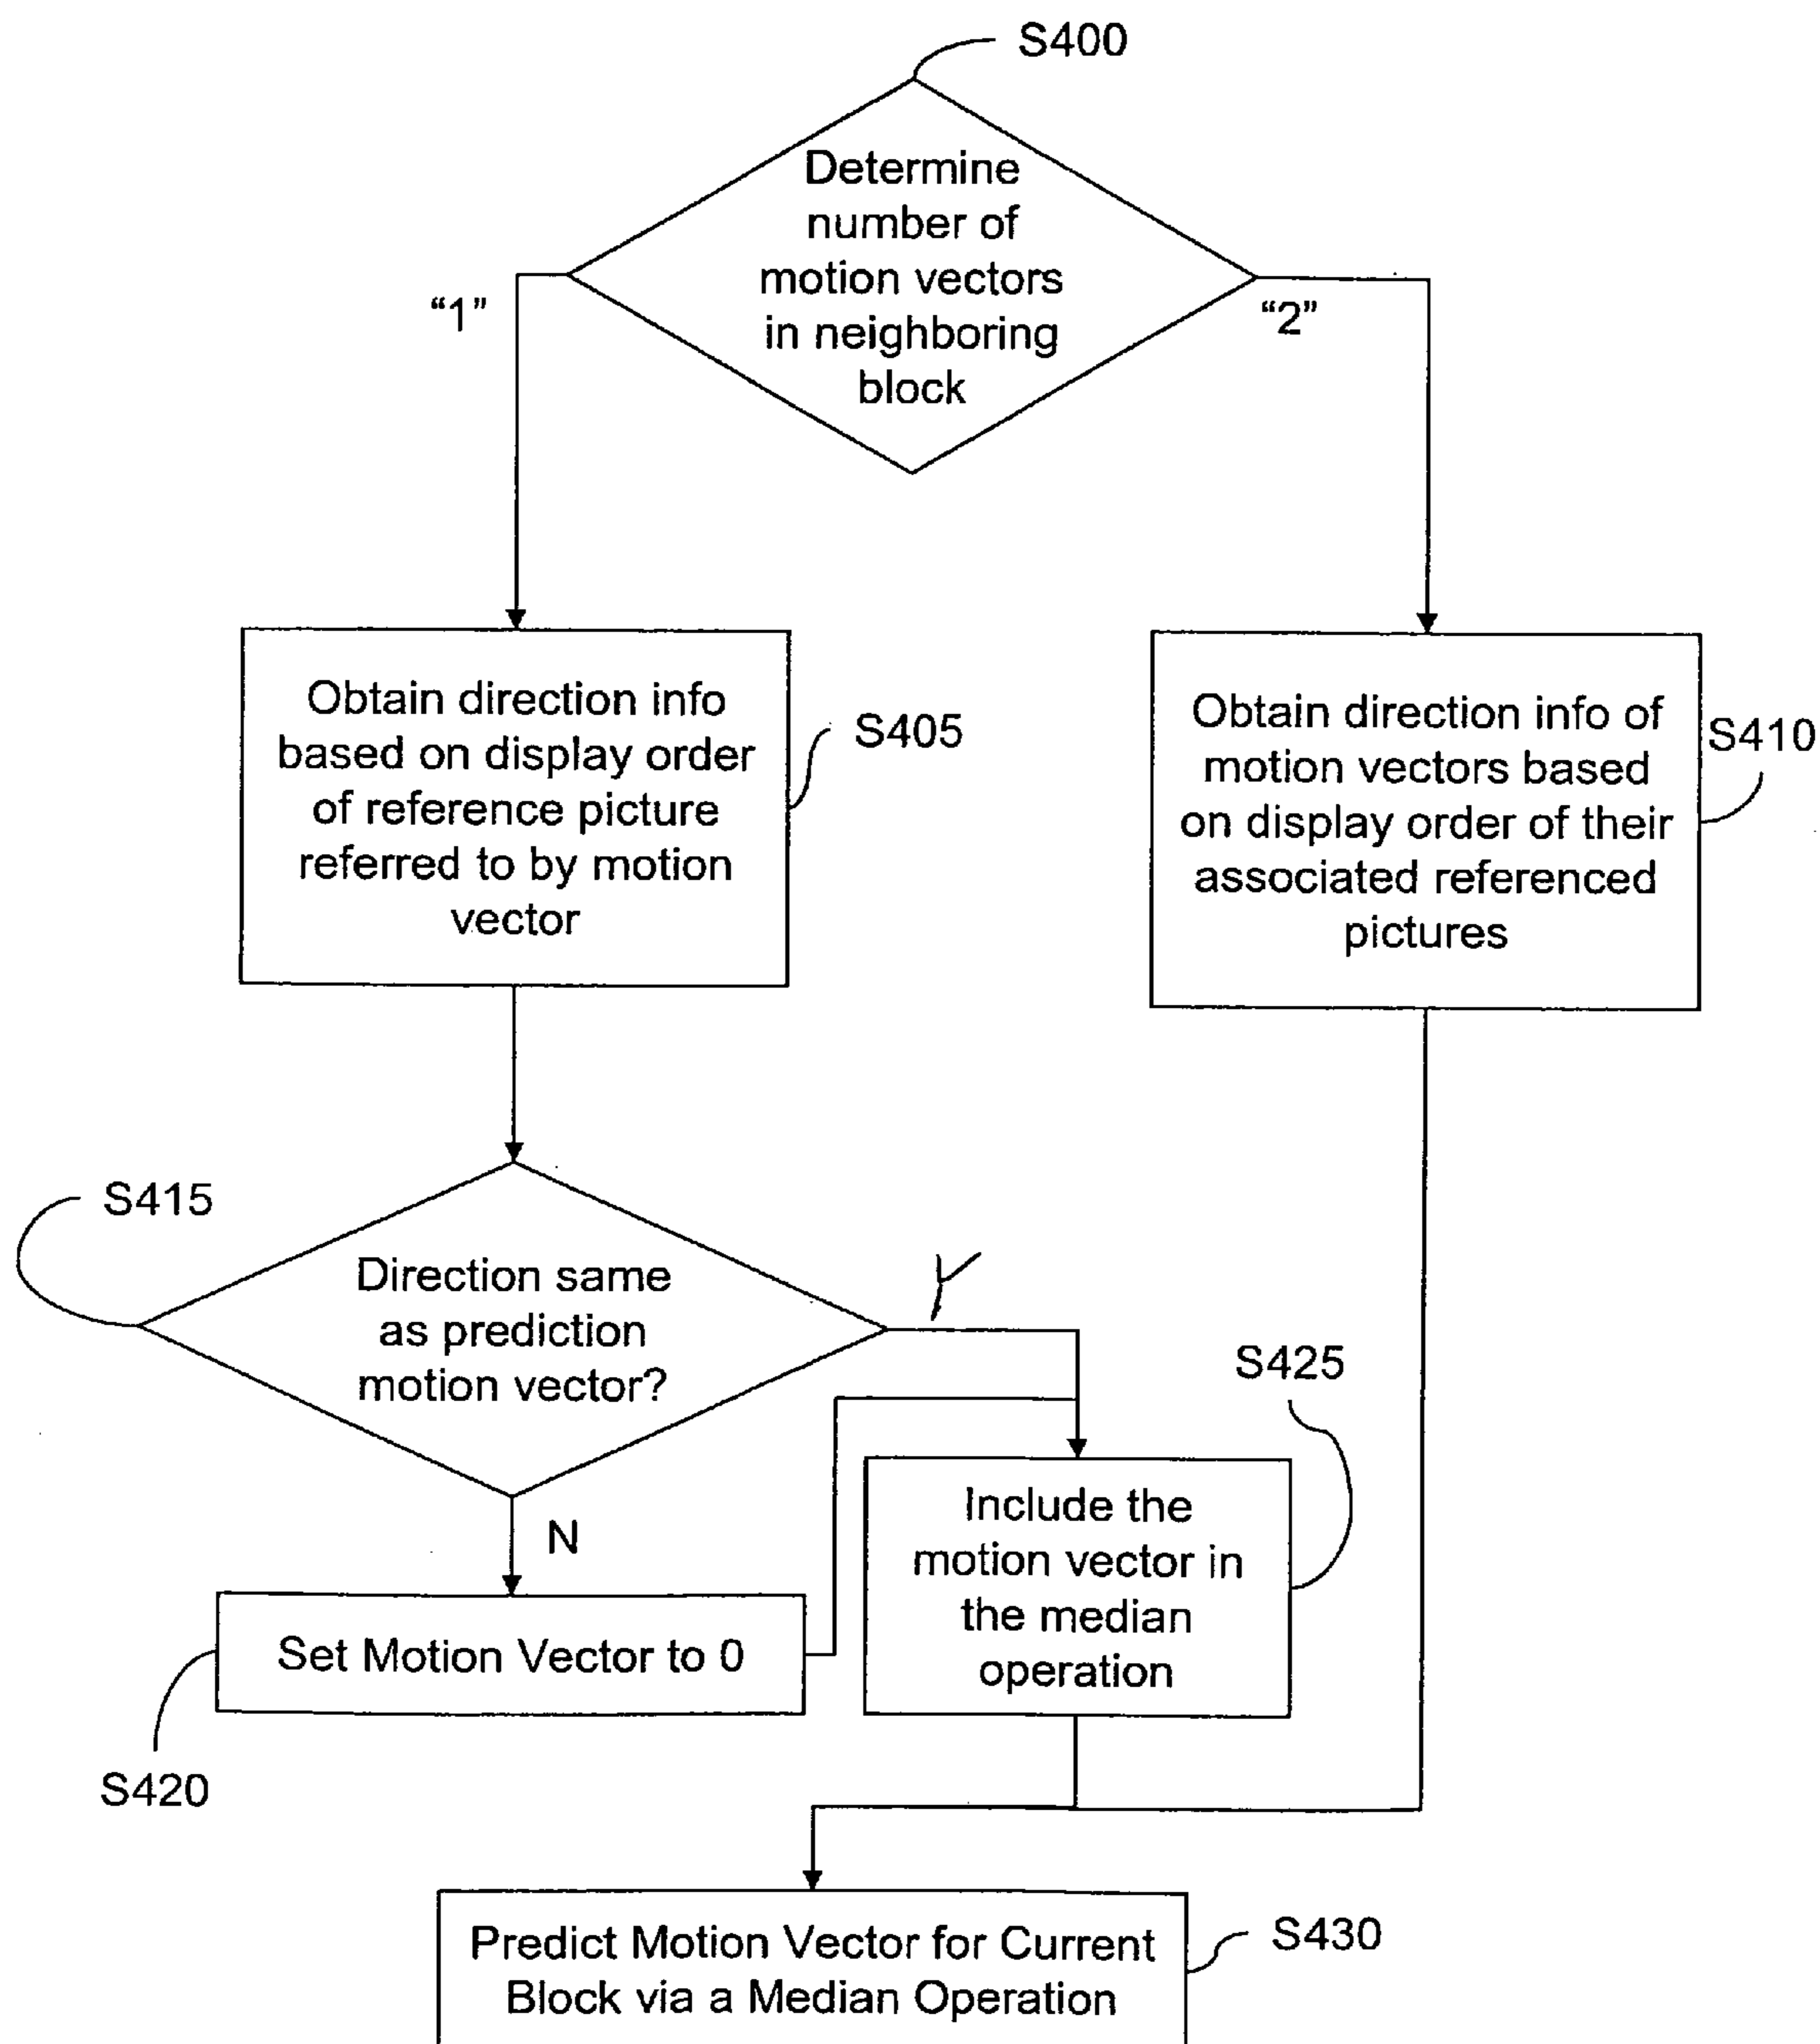 S400
Determine
number of
motion vectors
in neighboring
block
“1”
“2”
Obtain direction info
based on display order
of reference picture
referred to by motion
vector
S405
Obtain direction info of
motion vectors based
on display order of their
associated referenced
pictures
S410
S415
Direction same
as prediction
motion vector?
Y
N
S425
Include the
motion vector in
the median
operation
Set Motion Vector to 0
S420
Predict Motion Vector for Current
Block via a Median Operation
S430